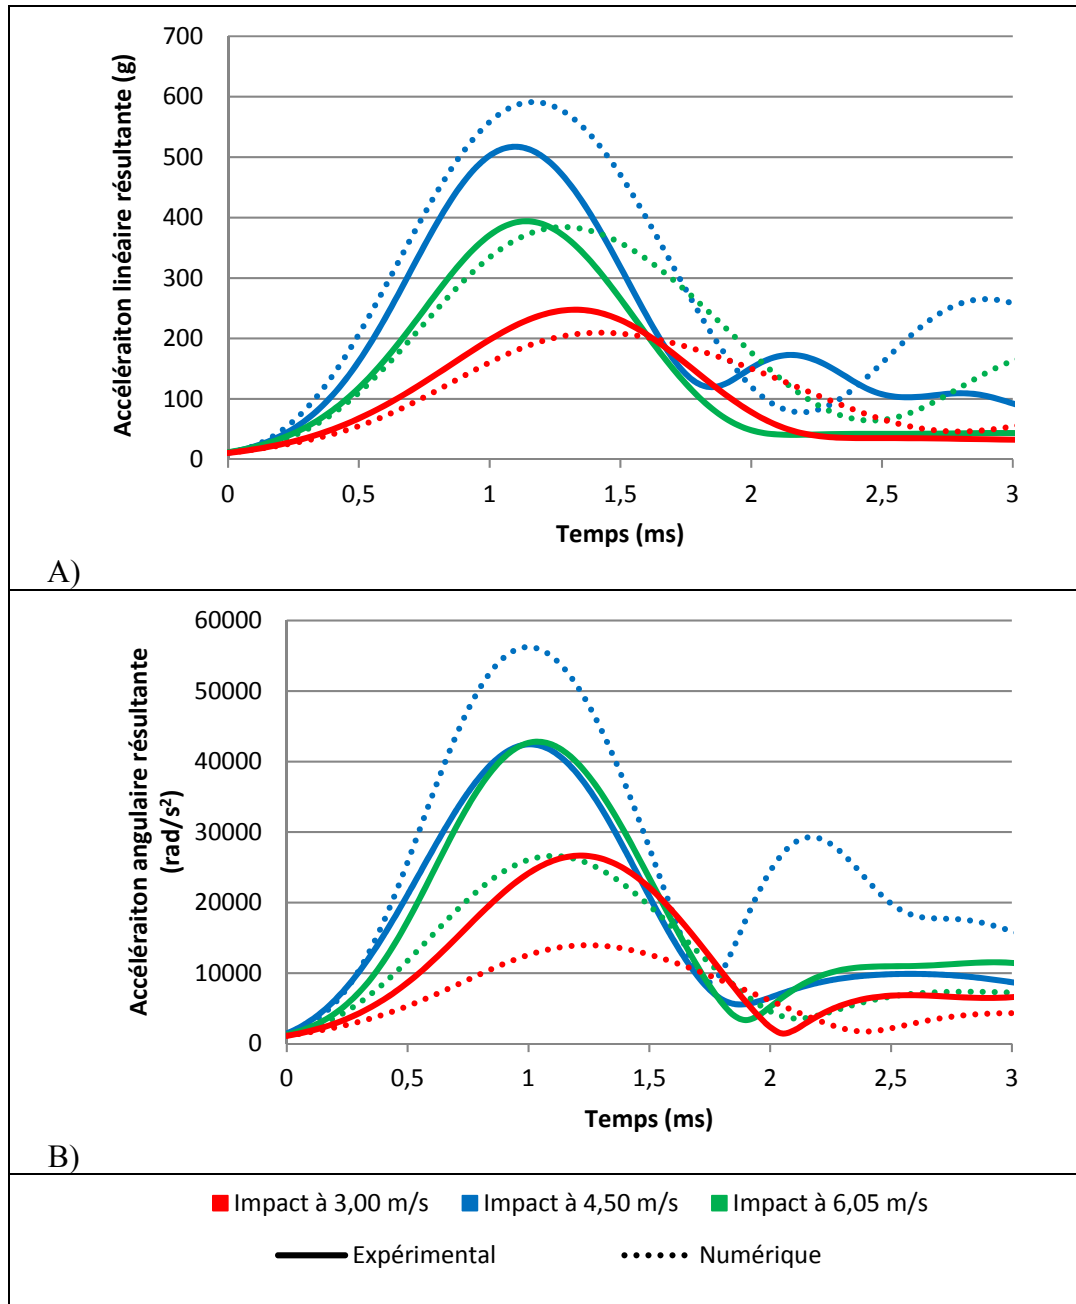 700
600
500
400
300
200
100
0
Accéléraiton linéaire résultante (g)
0 0,5 1 1,5 2 2,5 3
Temps (ms)
A)
60000
50000
40000
30000
20000
10000
0
Accéléraiton angulaire résultante
(rad/s²)
0 0,5 1 1,5 2 2,5 3
Temps (ms)
B)
Impact à 3,00 m/s Impact à 4,50 m/s Impact à 6,05 m/s
Expérimental Numérique